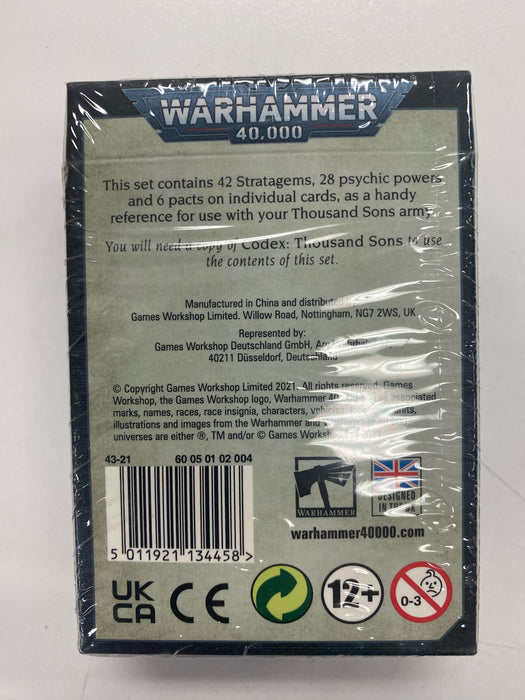 WARHAMMER
40,000
This set contains 42 Stratagems, 28 psychic powers
and 6 pacts on individual cards, as a handy
reference for use with your Thousand Sons army.
You will need a copy of Codex: Thousand Sons to use
the contents of this set.
Manufactured in China and distributed
Games Workshop Limited. Willow Road, Nottingham, NG7 2WS, UK
Represented by:
Games Workshop Deutschland GmbH, Am
40211 Düsseldorf, Deutschland
© Copyright Games Workshop Limited 2021. All rights reserved. Games
Workshop, the Games Workshop logo, Warhammer 40, all associated
marks, names, races, race insignia, characters, vehicles, units,
illustrations and images from the Warhammer and
universes are either ®, TM and/or © Games Workshop
43-21 60 05 01 02 004
5 011921 134458 >
WARHAMMER
DESIGNED
IN THE UK
warhammer40000.com
UK
CA CE 12+ 0-3